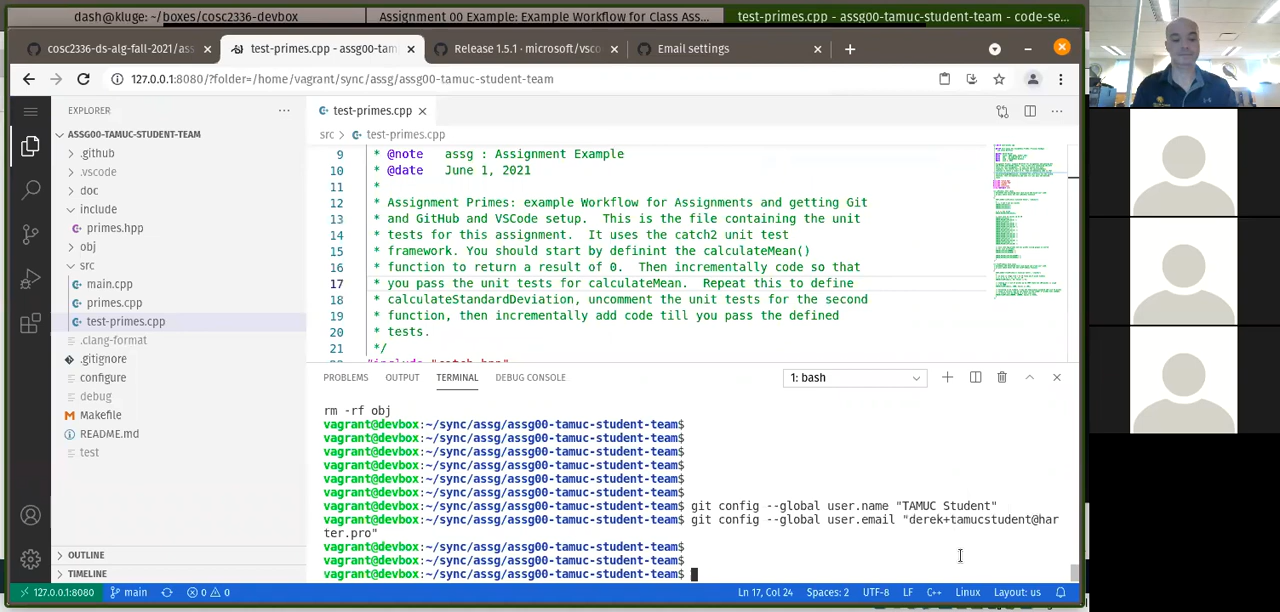 dash@kluge: ~/boxes/cosc2336-devbox
Assignment 00 Example: Example Workflow for Class Ass...
test-primes.cpp - assg00-tamuc-student-team - code-se...
cosc2336-ds-alg-fall-2021/ass
test-primes.cpp - assg00-tam
Release 1.5.1 · microsoft/vsco
Email settings
127.0.0.1:8080/?folder=/home/vagrant/sync/assg/assg00-tamuc-student-team
EXPLORER
test-primes.cpp
ASSG00-TAMUC-STUDENT-TEAM
src > test-primes.cpp
.github
.vscode
doc
include
primes.hpp
obj
src
main.cpp
primes.cpp
test-primes.cpp
.clang-format
.gitignore
configure
debug
Makefile
README.md
test
OUTLINE
TIMELINE
9 * @note assg : Assignment Example
10 * @date June 1, 2021
11 *
12 * Assignment Primes: example Workflow for Assignments and getting Git
13 * and GitHub and VSCode setup. This is the file containing the unit
14 * tests for this assignment. It uses the catch2 unit test
15 * framework. You should start by definint the calculateMean()
16 * function to return a result of 0. Then incrementally code so that
17 * you pass the unit tests for calculateMean. Repeat this to define
18 * calculateStandardDeviation, uncomment the unit tests for the second
19 * function, then incrementally add code till you pass the defined
20 * tests.
21 */
#include "catch.hpp"
PROBLEMS OUTPUT TERMINAL DEBUG CONSOLE
1: bash
rm -rf obj
vagrant@devbox:~/sync/assg/assg00-tamuc-student-team$
vagrant@devbox:~/sync/assg/assg00-tamuc-student-team$
vagrant@devbox:~/sync/assg/assg00-tamuc-student-team$
vagrant@devbox:~/sync/assg/assg00-tamuc-student-team$
vagrant@devbox:~/sync/assg/assg00-tamuc-student-team$
vagrant@devbox:~/sync/assg/assg00-tamuc-student-team$
vagrant@devbox:~/sync/assg/assg00-tamuc-student-team$ git config --global user.name "TAMUC Student"
vagrant@devbox:~/sync/assg/assg00-tamuc-student-team$ git config --global user.email "derek+tamucstudent@har
ter.pro"
vagrant@devbox:~/sync/assg/assg00-tamuc-student-team$
vagrant@devbox:~/sync/assg/assg00-tamuc-student-team$
vagrant@devbox:~/sync/assg/assg00-tamuc-student-team$
127.0.0.1:8080 main 0 0 Ln 17, Col 24 Spaces: 2 UTF-8 LF C++ Linux Layout: us